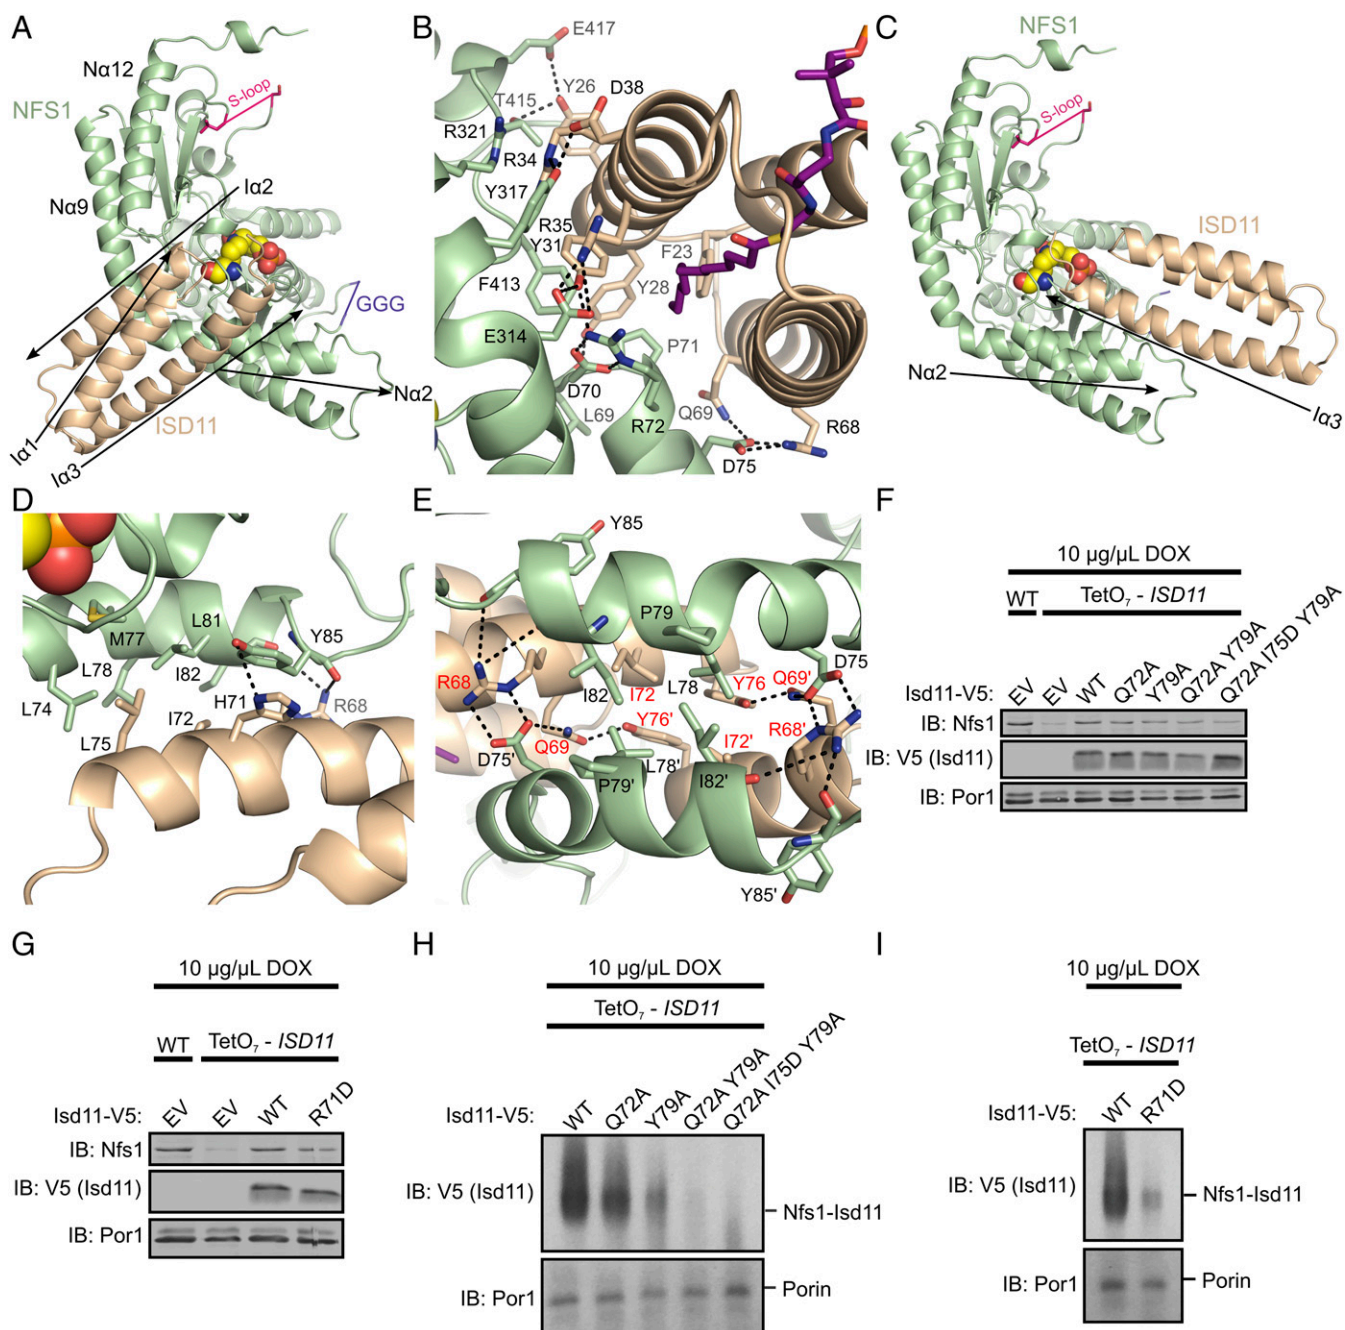 A
Nα12
NFS1
S-loop
Nα9
Iα2
GGG
Nα2
ISD11
Iα1
Iα3
B
E417
Y26
D38
T415
R321
R34
Y317
R35
Y31
F23
F413
Y28
E314
P71
D70
L69
Q69
R72
R68
D75
C
NFS1
S-loop
ISD11
Nα2
Iα3
D
L81
M77
Y85
L78
I82
L74
H71
R68
I72
L75
E
Y85
P79
D75
R68
I82
I72
L78
Y76
Q69'
Y76'
R68'
D75'
Q69
I72'
L78'
P79'
I82'
Y85'
F
10 µg/µL DOX
WT TetO7 - ISD11
Isd11-V5: EV EV WT Q72A Y79A Q72A Y79A Q72A I75D Y79A
IB: Nfs1
IB: V5 (Isd11)
IB: Por1
G
10 µg/µL DOX
WT TetO7 - ISD11
Isd11-V5: EV EV WT R71D
IB: Nfs1
IB: V5 (Isd11)
IB: Por1
H
10 µg/µL DOX
TetO7 - ISD11
Isd11-V5: WT Q72A Y79A Q72A Y79A Q72A I75D Y79A
IB: V5 (Isd11)
Nfs1-Isd11
IB: Por1
Porin
I
10 µg/µL DOX
TetO7 - ISD11
Isd11-V5: WT R71D
IB: V5 (Isd11)
Nfs1-Isd11
IB: Por1
Porin